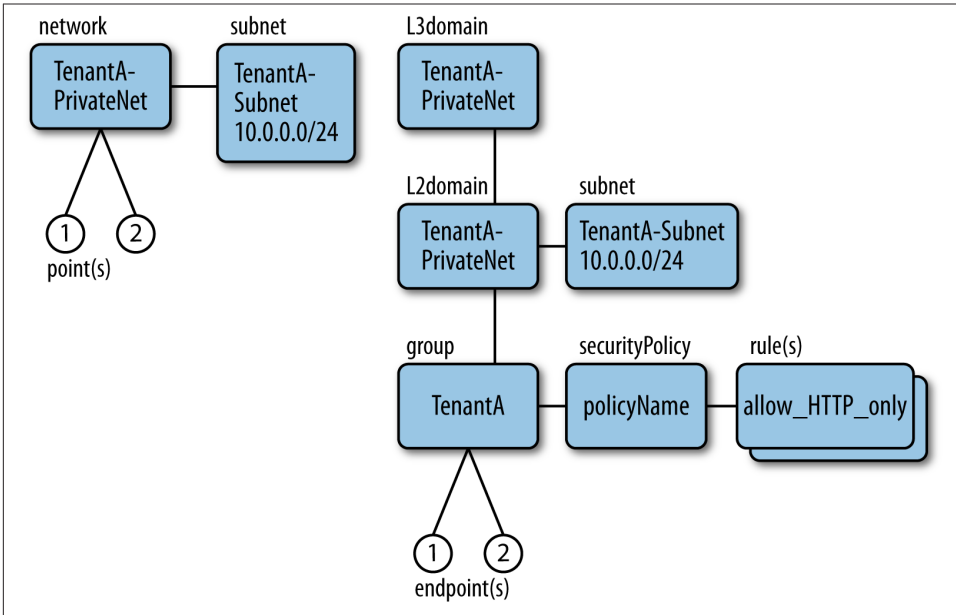 network
subnet
TenantA-
PrivateNet
TenantA-
Subnet
10.0.0.0/24
1
2
point(s)
L3domain
TenantA-
PrivateNet
L2domain
subnet
TenantA-
PrivateNet
TenantA-Subnet
10.0.0.0/24
group
securityPolicy
rule(s)
TenantA
policyName
allow_HTTP_only
1
2
endpoint(s)